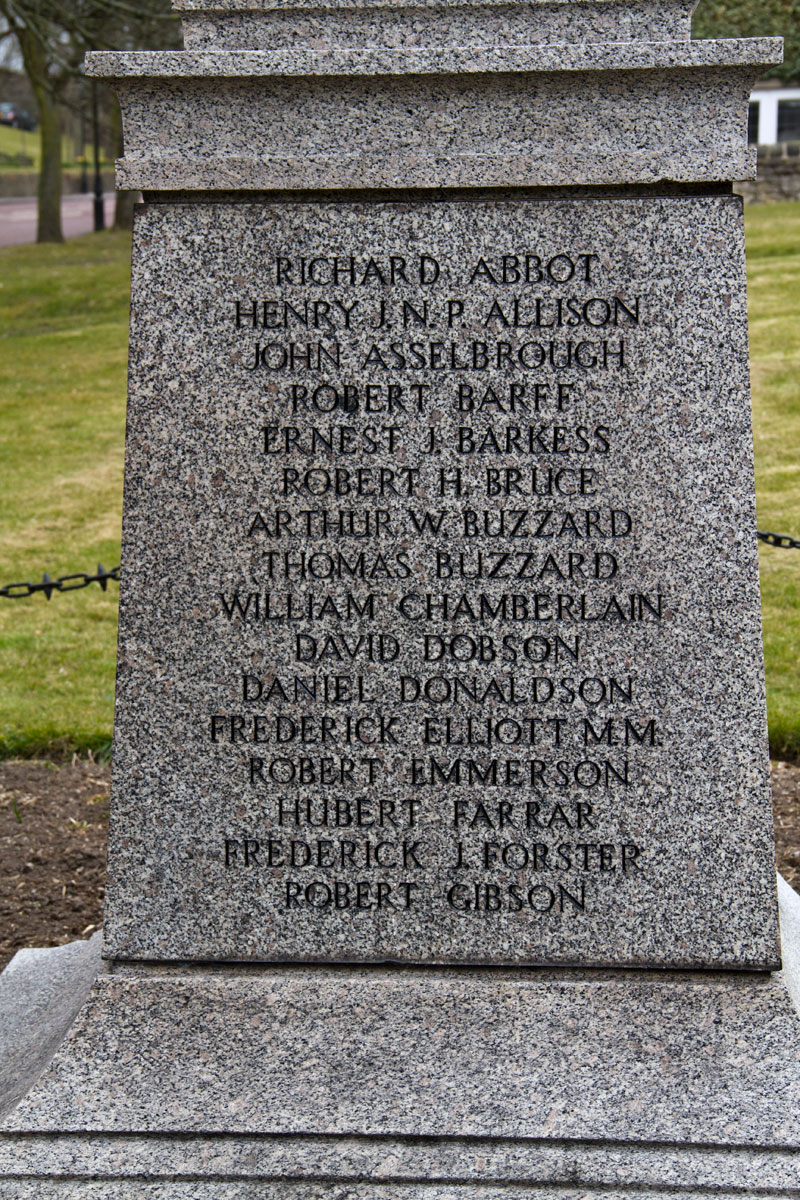 RICHARD ABBOT
HENRY J.N.P. ALLISON
JOHN ASSELBROUGH
ROBERT BARFF
ERNEST J. BARKESS
ROBERT H. BRUCE
ARTHUR W. BUZZARD
THOMAS BUZZARD
WILLIAM CHAMBERLAIN
DAVID DOBSON
DANIEL DONALDSON
FREDERICK ELLIOTT M.M.
ROBERT EMMERSON
HUBERT FARRAR
FREDERICK J. FORSTER
ROBERT GIBSON